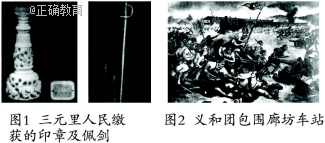 @正确教育
图1 三元里人民缴
获的印章及佩剑
图2 义和团包围廊坊车站